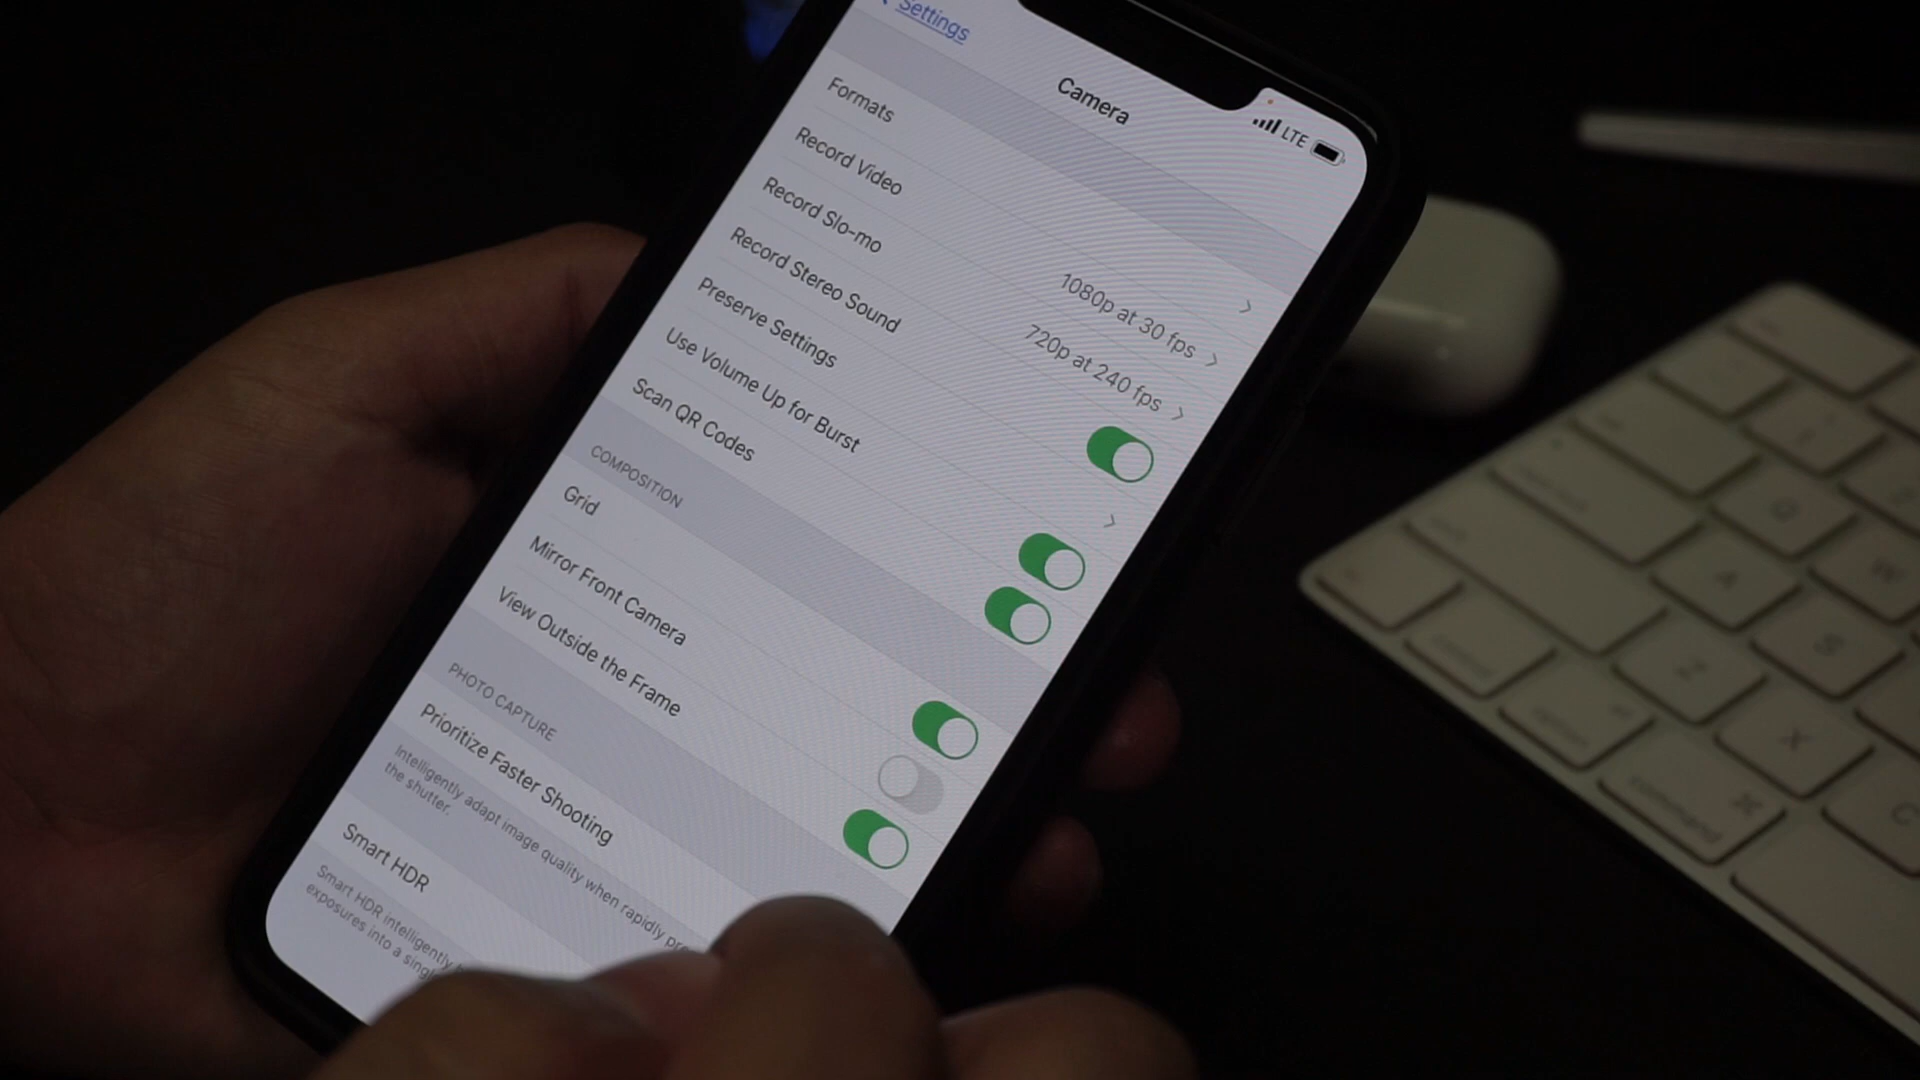 Settings
Camera
LTE
Formats
Record Video
1080p at 30 fps
Record Slo-mo
720p at 240 fps
Record Stereo Sound
Preserve Settings
Use Volume Up for Burst
Scan QR Codes
COMPOSITION
Grid
Mirror Front Camera
View Outside the Frame
PHOTO CAPTURE
Prioritize Faster Shooting
Intelligently adapt image quality when rapidly
the shutter.
Smart HDR
Smart HDR intelligently
exposures into a
Q
W
A
S
Z
X
C
option
command